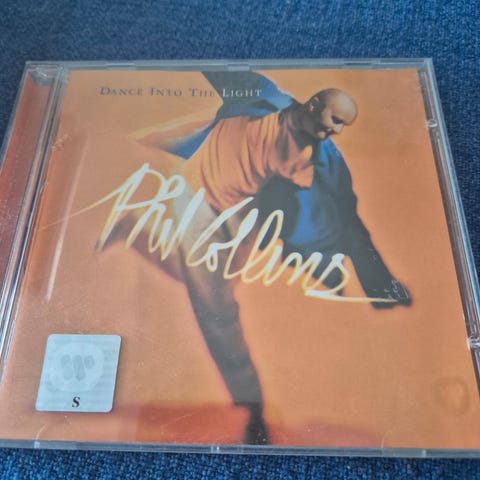 DANCE INTO THE LIGHT
Phil Collins
S